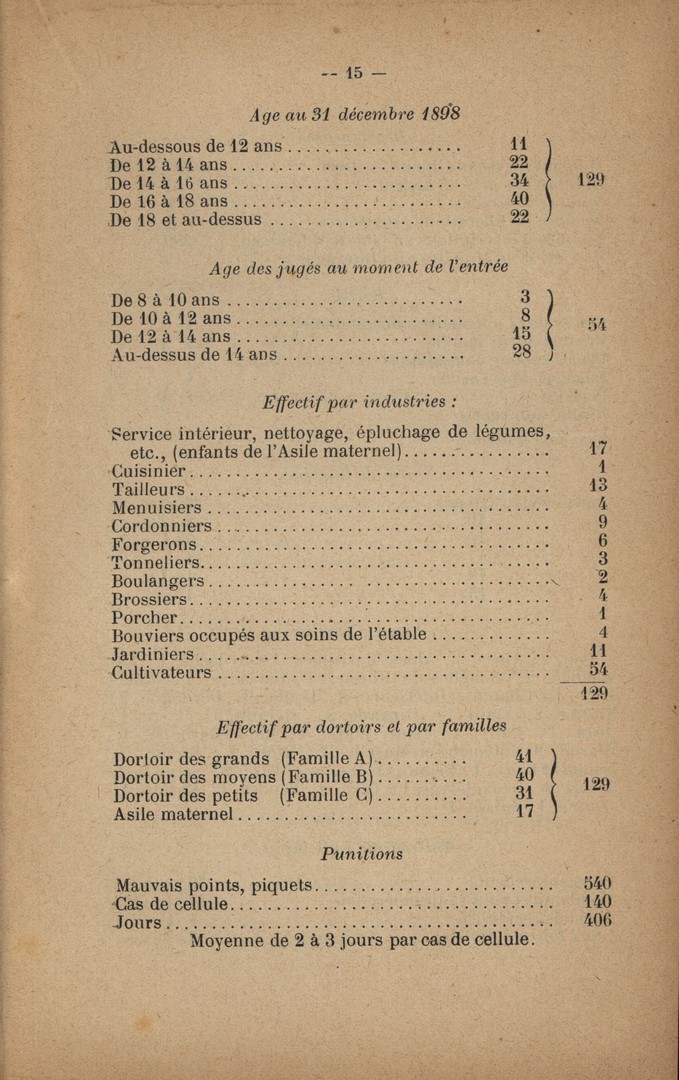 -- 15 —
Age au 31 décembre 1898
Au-dessous de 12 ans ................... 11
De 12 à 14 ans ......................... 22
De 14 à 16 ans ......................... 34 129
De 16 à 18 ans ......................... 40
De 18 et au-dessus ..................... 22
Age des jugés au moment de l'entrée
De 8 à 10 ans .......................... 3
De 10 à 12 ans ......................... 8 54
De 12 à 14 ans ......................... 15
Au-dessus de 14 ans .................... 28
Effectif par industries :
Service intérieur, nettoyage, épluchage de légumes,
etc., (enfants de l'Asile maternel) ................ 17
Cuisinier ........................................ 1
Tailleurs ........................................ 13
Menuisiers ....................................... 4
Cordonniers ...................................... 9
Forgerons ........................................ 6
Tonneliers ....................................... 3
Boulangers ....................................... 2
Brossiers ........................................ 4
Porcher .......................................... 1
Bouviers occupés aux soins de l'étable ............. 4
Jardiniers ....................................... 11
Cultivateurs ..................................... 54
129
Effectif par dortoirs et par familles
Dortoir des grands (Famille A) .......... 41
Dortoir des moyens (Famille B) .......... 40 129
Dortoir des petits (Famille C) .......... 31
Asile maternel ......................... 17
Punitions
Mauvais points, piquets .......................... 540
Cas de cellule ................................... 140
Jours ............................................ 406
Moyenne de 2 à 3 jours par cas de cellule.